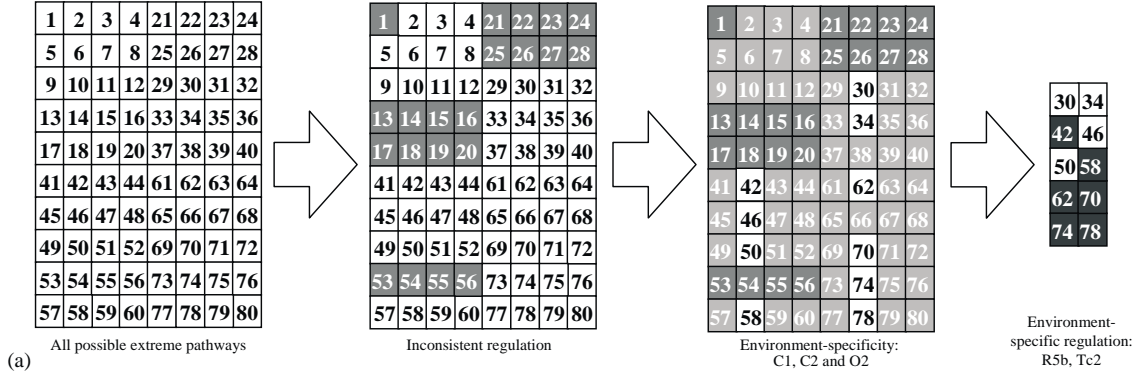 1 2 3 4 21 22 23 24
5 6 7 8 25 26 27 28
9 10 11 12 29 30 31 32
13 14 15 16 33 34 35 36
17 18 19 20 37 38 39 40
41 42 43 44 61 62 63 64
45 46 47 48 65 66 67 68
49 50 51 52 69 70 71 72
53 54 55 56 73 74 75 76
57 58 59 60 77 78 79 80
All possible extreme pathways
1 2 3 4 21 22 23 24
5 6 7 8 25 26 27 28
9 10 11 12 29 30 31 32
13 14 15 16 33 34 35 36
17 18 19 20 37 38 39 40
41 42 43 44 61 62 63 64
45 46 47 48 65 66 67 68
49 50 51 52 69 70 71 72
53 54 55 56 73 74 75 76
57 58 59 60 77 78 79 80
Inconsistent regulation
1 2 3 4 21 22 23 24
5 6 7 8 25 26 27 28
9 10 11 12 29 30 31 32
13 14 15 16 33 34 35 36
17 18 19 20 37 38 39 40
41 42 43 44 61 62 63 64
45 46 47 48 65 66 67 68
49 50 51 52 69 70 71 72
53 54 55 56 73 74 75 76
57 58 59 60 77 78 79 80
Environment-specificity:
C1, C2 and O2
30 34
42 46
50 58
62 70
74 78
Environment-
specific regulation:
R5b, Tc2
(a)